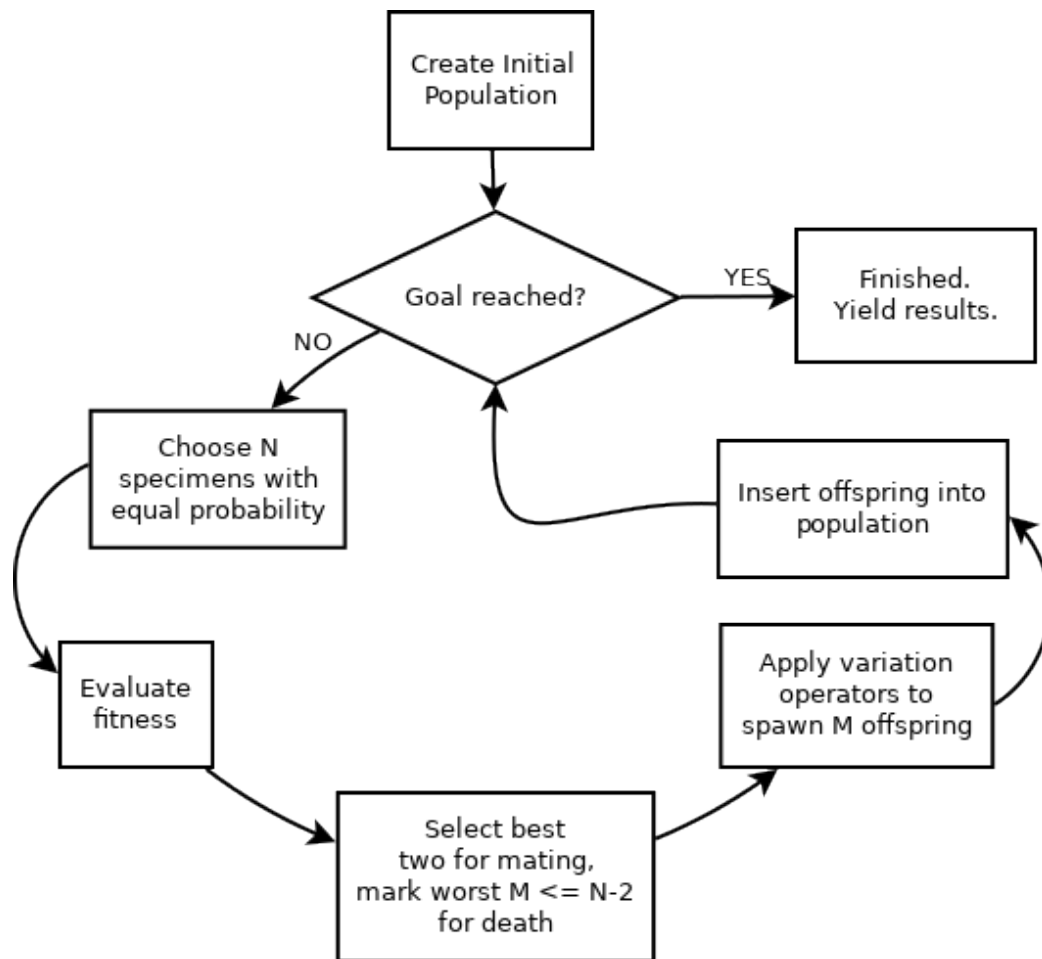 Create Initial
Population
Goal reached?
YES
Finished.
Yield results.
NO
Choose N
specimens with
equal probability
Evaluate
fitness
Select best
two for mating,
mark worst M <= N-2
for death
Apply variation
operators to
spawn M offspring
Insert offspring into
population